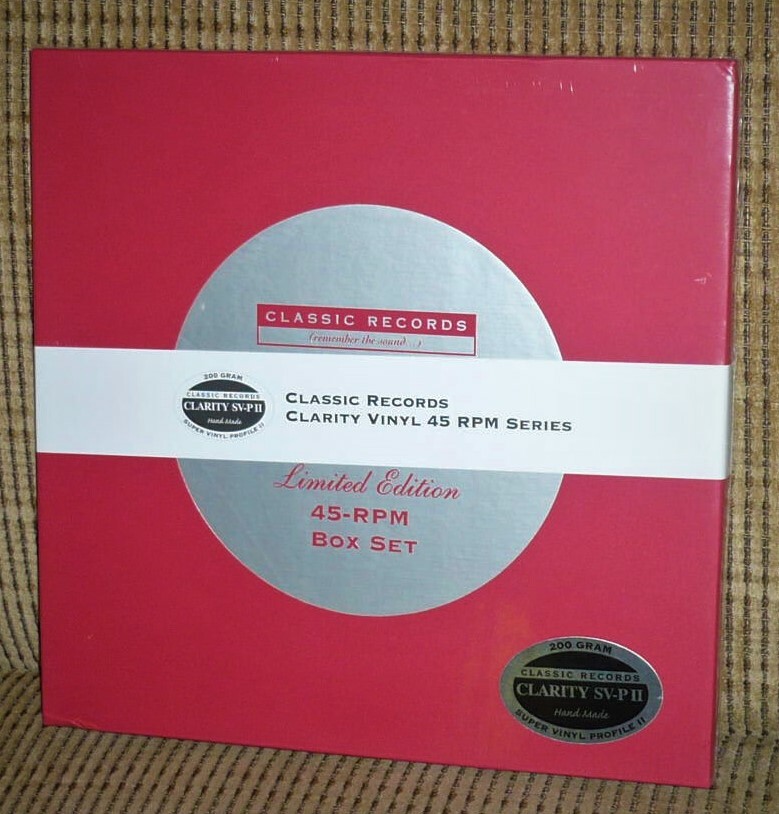 CLASSIC RECORDS
(remember the sound...)
200 GRAM
CLASSIC RECORDS
CLARITY SV-P II
Hand-Made
SUPER VINYL PROFILE II
CLASSIC RECORDS
CLARITY VINYL 45 RPM SERIES
Limited Edition
45-RPM
BOX SET
200 GRAM
CLASSIC RECORDS
CLARITY SV-P II
Hand-Made
SUPER VINYL PROFILE II